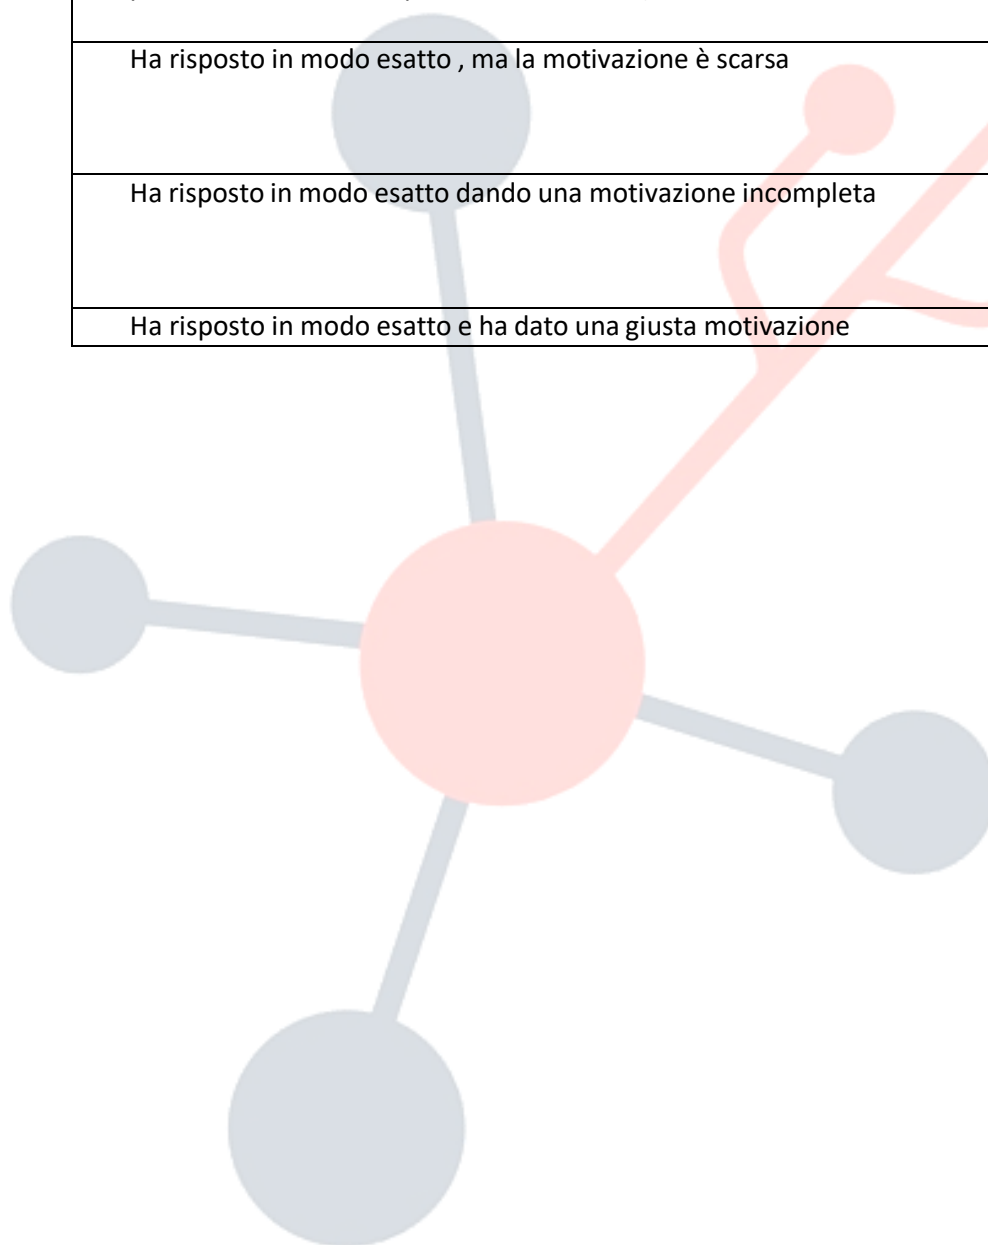 Ha risposto in modo esatto , ma la motivazione è scarsa
Ha risposto in modo esatto dando una motivazione incompleta
Ha risposto in modo esatto e ha dato una giusta motivazione